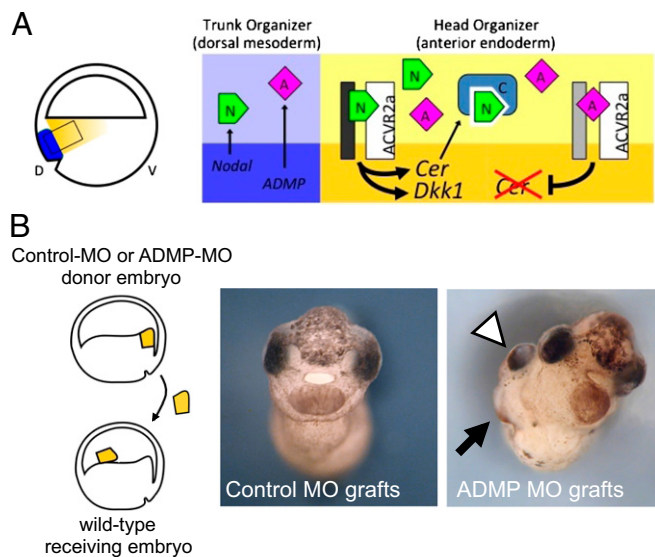 A
Trunk Organizer
(dorsal mesoderm)
Head Organizer
(anterior endoderm)
D
V
N
A
Nodal
ADMP
N
ACVR2a
N
A
C
N
A
Cer
Dkk1
Cer
A
ACVR2a
B
Control-MO or ADMP-MO
donor embryo
wild-type
receiving embryo
Control MO grafts
ADMP MO grafts